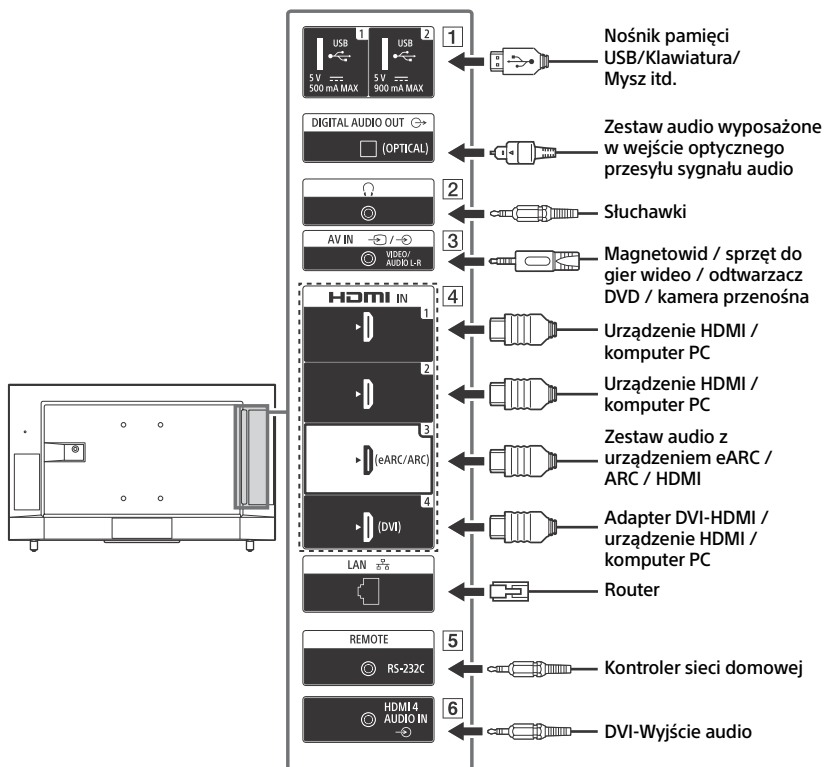 1
USB
2
USB
5 V
500 mA MAX
5 V
900 mA MAX
1
Nośnik pamięci
USB/Klawiatura/
Mysz itd.
DIGITAL AUDIO OUT
(OPTICAL)
Zestaw audio wyposażone
w wejście optycznego
przesyłu sygnału audio
2
Słuchawki
AV IN
/
VIDEO/
AUDIO L-R
3
Magnetowid / sprzęt do
gier wideo / odtwarzacz
DVD / kamera przenośna
HDMI IN
4
1
Urządzenie HDMI /
komputer PC
2
Urządzenie HDMI /
komputer PC
3
(eARC/ARC)
Zestaw audio z
urządzeniem eARC /
ARC / HDMI
4
(DVI)
Adapter DVI-HDMI /
urządzenie HDMI /
komputer PC
LAN
Router
REMOTE
5
RS-232C
Kontroler sieci domowej
HDMI 4
AUDIO IN
6
DVI-Wyjście audio